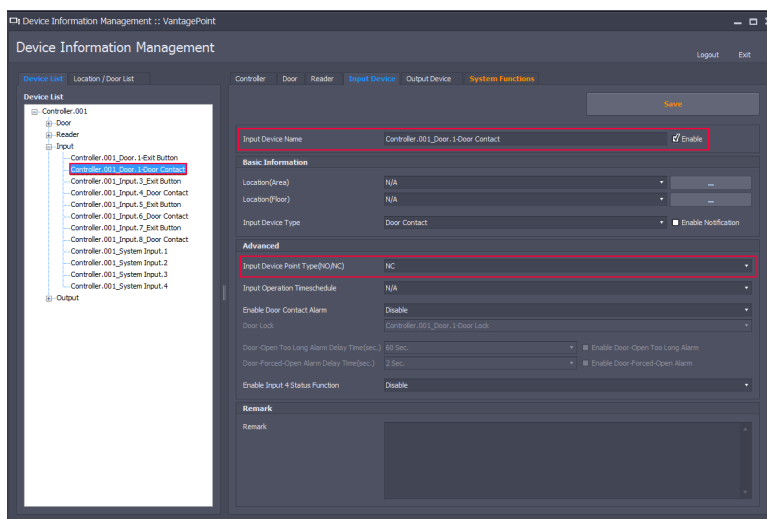 Device Information Management :: VantagePoint
Device Information Management
Logout Exit
Device List Location /Door List
Controller Door Reader Input Device Output Device System Functions
Device List
Controller.001
Door
Reader
Input
Controller.001_Door.1-Exit Button
Controller.001_Door.1-Door Contact
Controller.001_Input.3_Exit Button
Controller.001_Input.4_Door Contact
Controller.001_Input.5_Exit Button
Controller.001_Input.6_Door Contact
Controller.001_Input.7_Exit Button
Controller.001_Input.8_Door Contact
Controller.001_System Input.1
Controller.001_System Input.2
Controller.001_System Input.3
Controller.001_System Input.4
Output
Save
Input Device Name Controller.001_Door.1-Door Contact Enable
Basic Information
Location(Area) N/A ...
Location(Floor) N/A ...
Input Device Type Door Contact Enable Notification
Advanced
Input Device Point Type(NO/NC) NC
Input Operation Timeschedule N/A
Enable Door Contact Alarm Disable
Door Lock Controller.001_Door.1-Door Lock
Door-Open Too Long Alarm Delay Time(sec.) 60 Sec. Enable Door-Open Too Long Alarm
Door-Forced-Open Alarm Delay Time(sec.) 2 Sec. Enable Door-Forced-Open Alarm
Enable Input 4 Status Function Disable
Remark
Remark